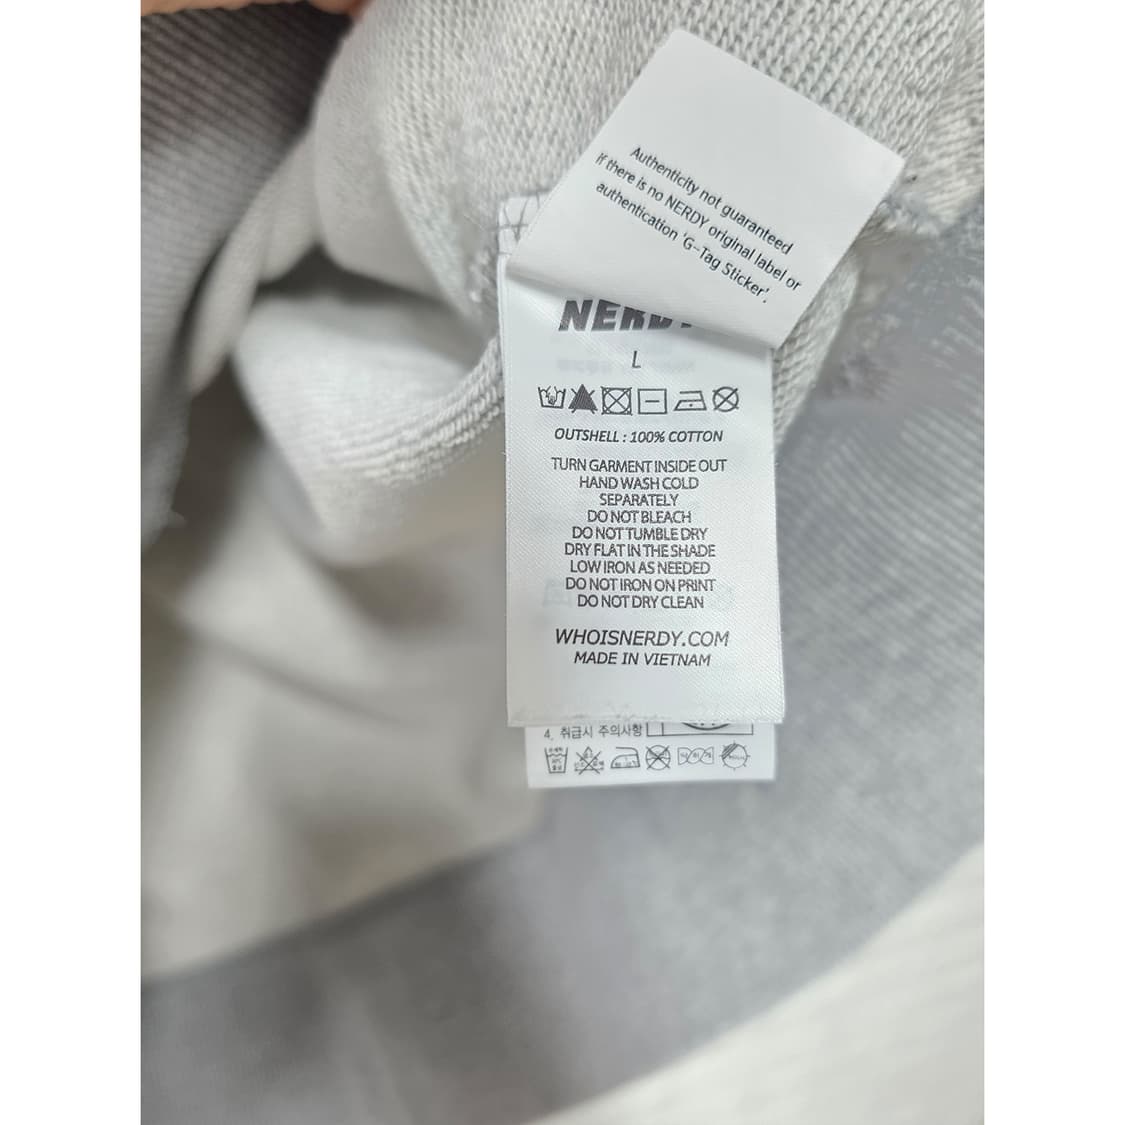 Authenticity not guaranteed
If there is no NERDY original label or
authentication 'G-Tag Sticker'.
NERDY
L
OUTSHELL : 100% COTTON
TURN GARMENT INSIDE OUT
HAND WASH COLD
SEPARATELY
DO NOT BLEACH
DO NOT TUMBLE DRY
DRY FLAT IN THE SHADE
LOW IRON AS NEEDED
DO NOT IRON ON PRINT
DO NOT DRY CLEAN
WHOISNERDY.COM
MADE IN VIETNAM
4. 취급시 주의사항